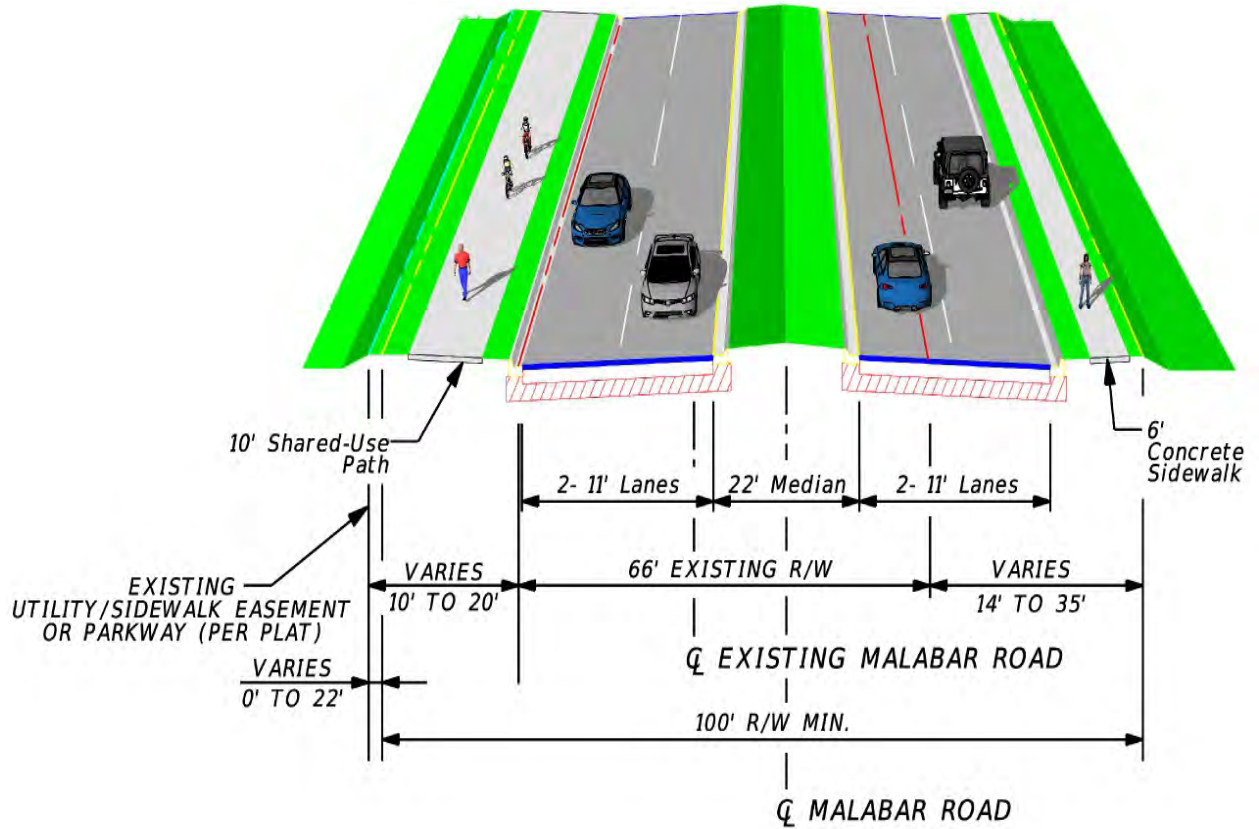 10' Shared-Use
Path
6'
Concrete
Sidewalk
2- 11' Lanes
22' Median
2- 11' Lanes
EXISTING
UTILITY/SIDEWALK EASEMENT
OR PARKWAY (PER PLAT)
VARIES
10' TO 20'
66' EXISTING R/W
VARIES
14' TO 35'
℄ EXISTING MALABAR ROAD
VARIES
0' TO 22'
100' R/W MIN.
℄ MALABAR ROAD